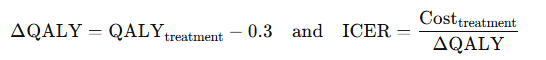 ΔQALY = QALY_treatment − 0.3 and ICER = Cost_treatment / ΔQALY